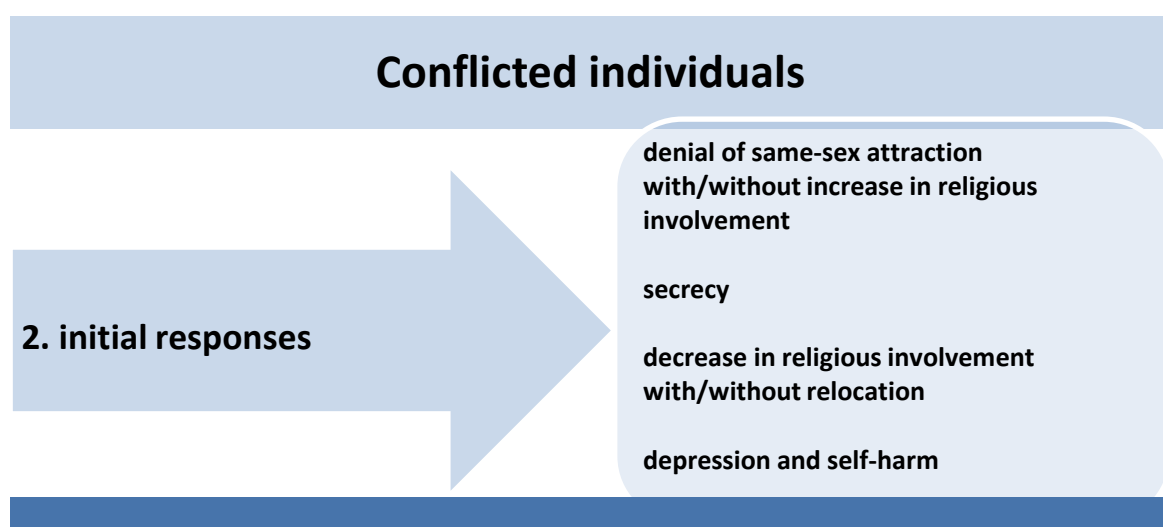 Conflicted individuals
2. initial responses
denial of same-sex attraction
with/without increase in religious
involvement
secrecy
decrease in religious involvement
with/without relocation
depression and self-harm